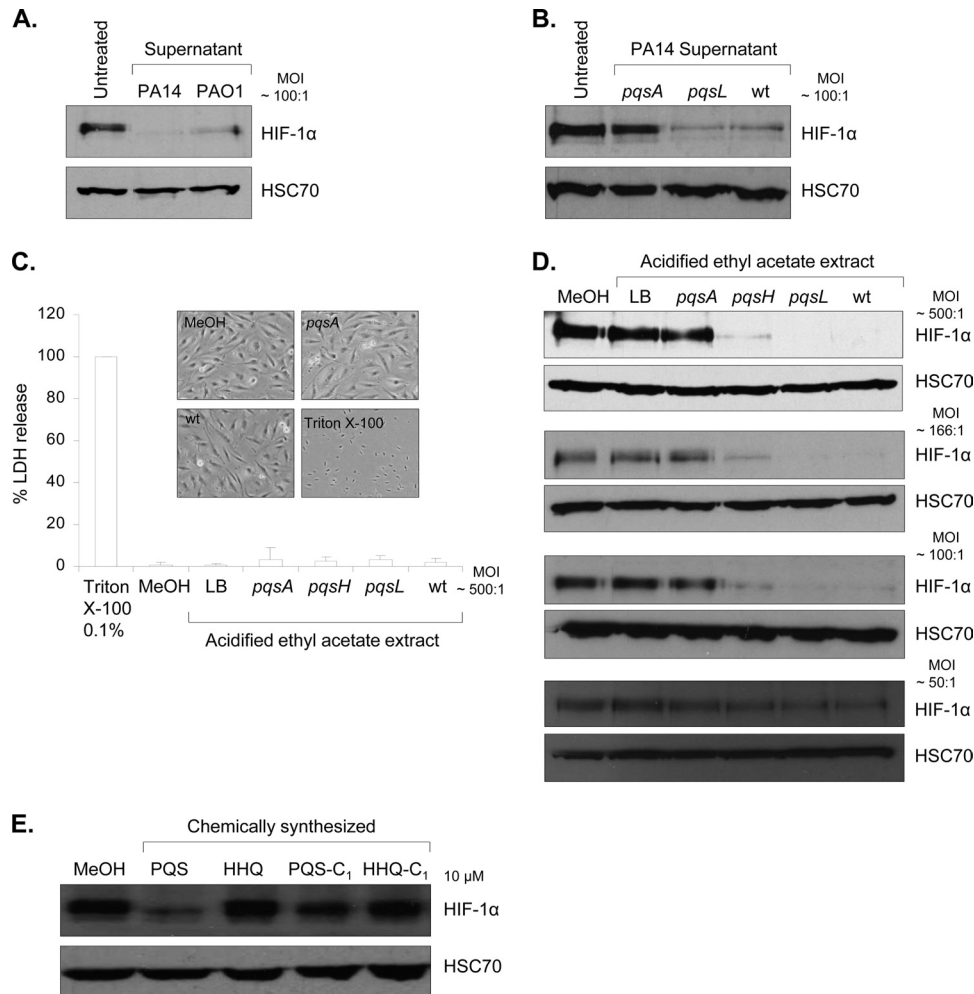 A.
Untreated
Supernatant
PA14 PAO1
MOI
~ 100:1
HIF-1α
HSC70
B.
Untreated
PA14 Supernatant
pqsA pqsL wt
MOI
~ 100:1
HIF-1α
HSC70
C.
% LDH release
120
100
80
60
40
20
0
MeOH
pqsA
wt
Triton X-100
Triton
X-100
0.1%
MeOH LB pqsA pqsH pqsL wt
MOI
~ 500:1
Acidified ethyl acetate extract
D.
Acidified ethyl acetate extract
MeOH LB pqsA pqsH pqsL wt
MOI
~ 500:1
HIF-1α
HSC70
MOI
~ 166:1
HIF-1α
HSC70
MOI
~ 100:1
HIF-1α
HSC70
MOI
~ 50:1
HIF-1α
HSC70
E.
Chemically synthesized
MeOH PQS HHQ PQS-C₁ HHQ-C₁
10 μM
HIF-1α
HSC70